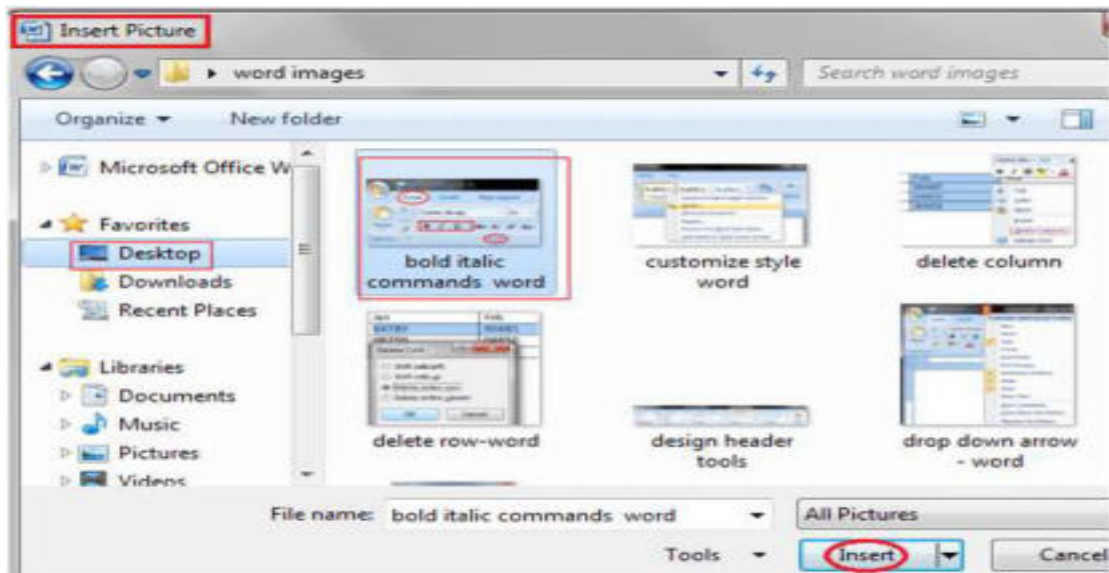 Insert Picture
word images
Search word images
Organize
New folder
Microsoft Office W
Favorites
Desktop
Downloads
Recent Places
Libraries
Documents
Music
Pictures
Videos
bold italic
commands word
customize style
word
delete column
delete row-word
design header
tools
drop down arrow
- word
File name: bold italic commands word
All Pictures
Tools
Insert
Cancel